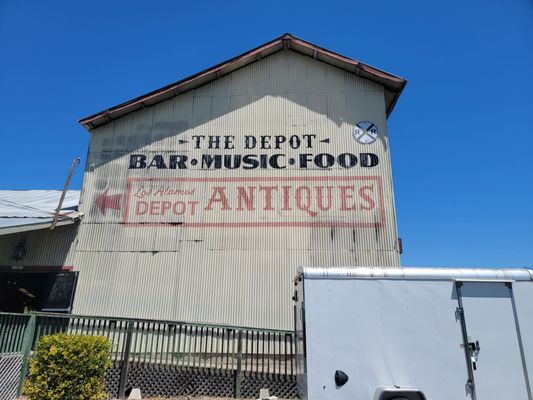 THE DEPOT
BAR • MUSIC • FOOD
R R
Los Alamos
DEPOT ANTIQUES